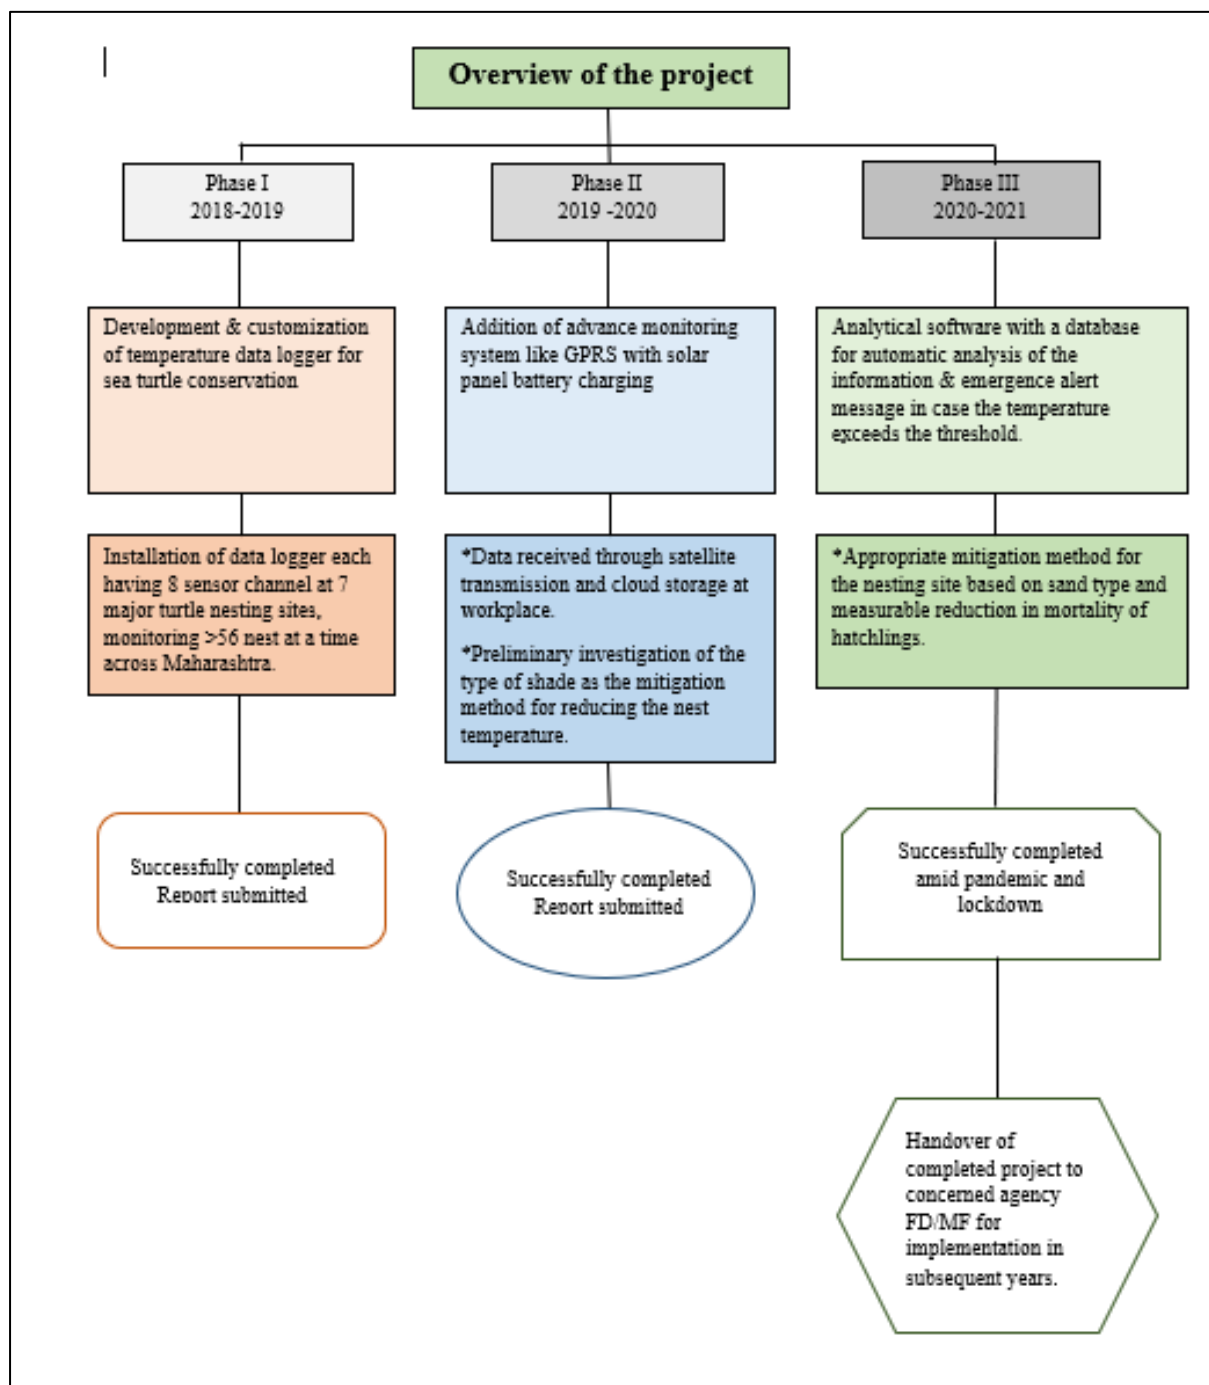 Overview of the project
Phase I
2018-2019
Phase II
2019 -2020
Phase III
2020-2021
Development & customization
of temperature data logger for
sea turtle conservation
Addition of advance monitoring
system like GPRS with solar
panel battery charging
Analytical software with a database
for automatic analysis of the
information & emergence alert
message in case the temperature
exceeds the threshold.
Installation of data logger each
having 8 sensor channel at 7
major turtle nesting sites,
monitoring >56 nest at a time
across Maharashtra.
*Data received through satellite
transmission and cloud storage at
workplace.
*Preliminary investigation of the
type of shade as the mitigation
method for reducing the nest
temperature.
*Appropriate mitigation method for
the nesting site based on sand type and
measurable reduction in mortality of
hatchlings.
Successfully completed
Report submitted
Successfully completed
Report submitted
Successfully completed
amid pandemic and
lockdown
Handover of
completed project to
concerned agency
FD/MF for
implementation in
subsequent years.